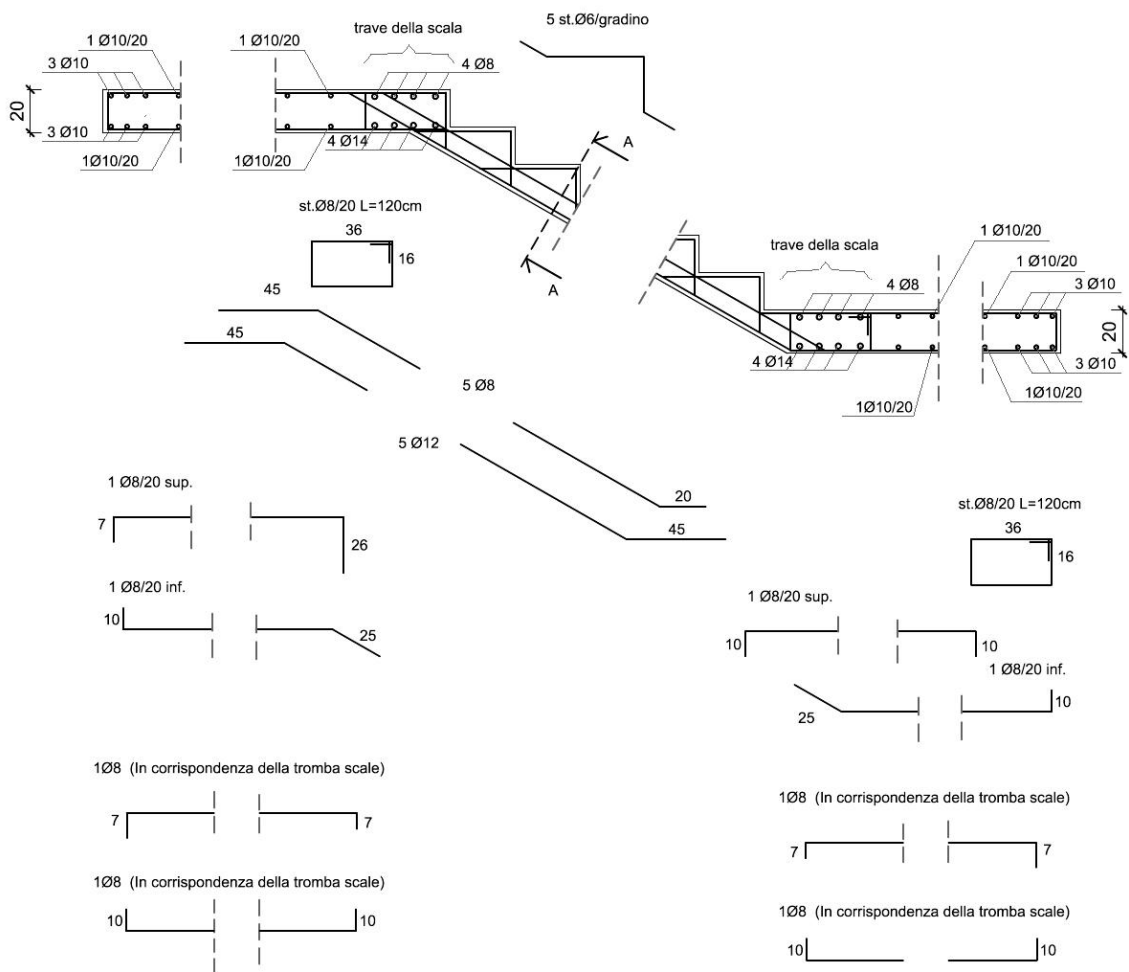 5 st.Ø6/gradino
trave della scala
1 Ø10/20
1 Ø10/20
3 Ø10
4 Ø8
20
A
3 Ø10
1Ø10/20
1Ø10/20
4 Ø14
st.Ø8/20 L=120cm
36
16
A
1 Ø10/20
trave della scala
1 Ø10/20
4 Ø8
3 Ø10
20
4 Ø14
3 Ø10
1Ø10/20
1Ø10/20
45
45
5 Ø8
5 Ø12
20
45
1 Ø8/20 sup.
7
26
1 Ø8/20 inf.
10
25
st.Ø8/20 L=120cm
36
16
1 Ø8/20 sup.
10
10
1 Ø8/20 inf.
25
10
1Ø8 (In corrispondenza della tromba scale)
7
7
1Ø8 (In corrispondenza della tromba scale)
7
7
1Ø8 (In corrispondenza della tromba scale)
10
10
1Ø8 (In corrispondenza della tromba scale)
10
10